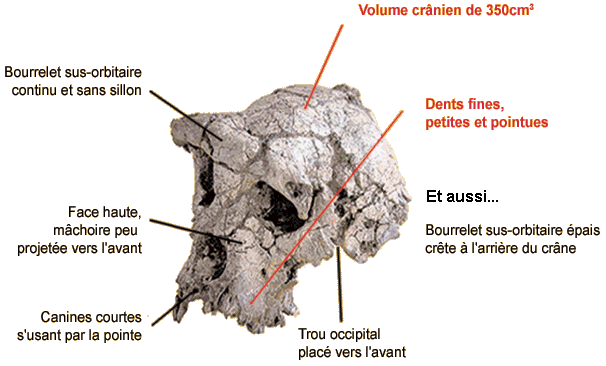 Volume crânien de 350cm³
Bourrelet sus-orbitaire
continu et sans sillon
Dents fines,
petites et pointues
Et aussi...
Bourrelet sus-orbitaire épais
crête à l'arrière du crâne
Face haute,
mâchoire peu
projetée vers l'avant
Canines courtes
s'usant par la pointe
Trou occipital
placé vers l'avant